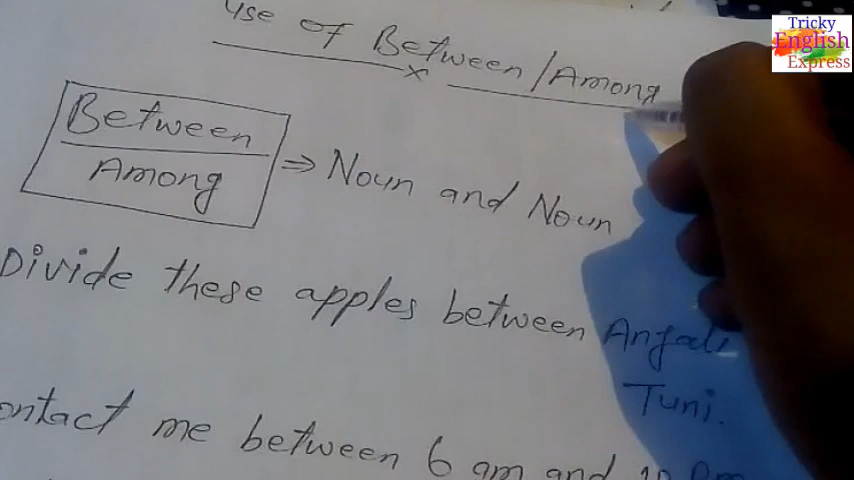 Tricky
English
Express
use of Between/Among
Between
Among
⇒ Noun and Noun
Divide these apples between Anjali
Tuni.
ontact me between 6 am and